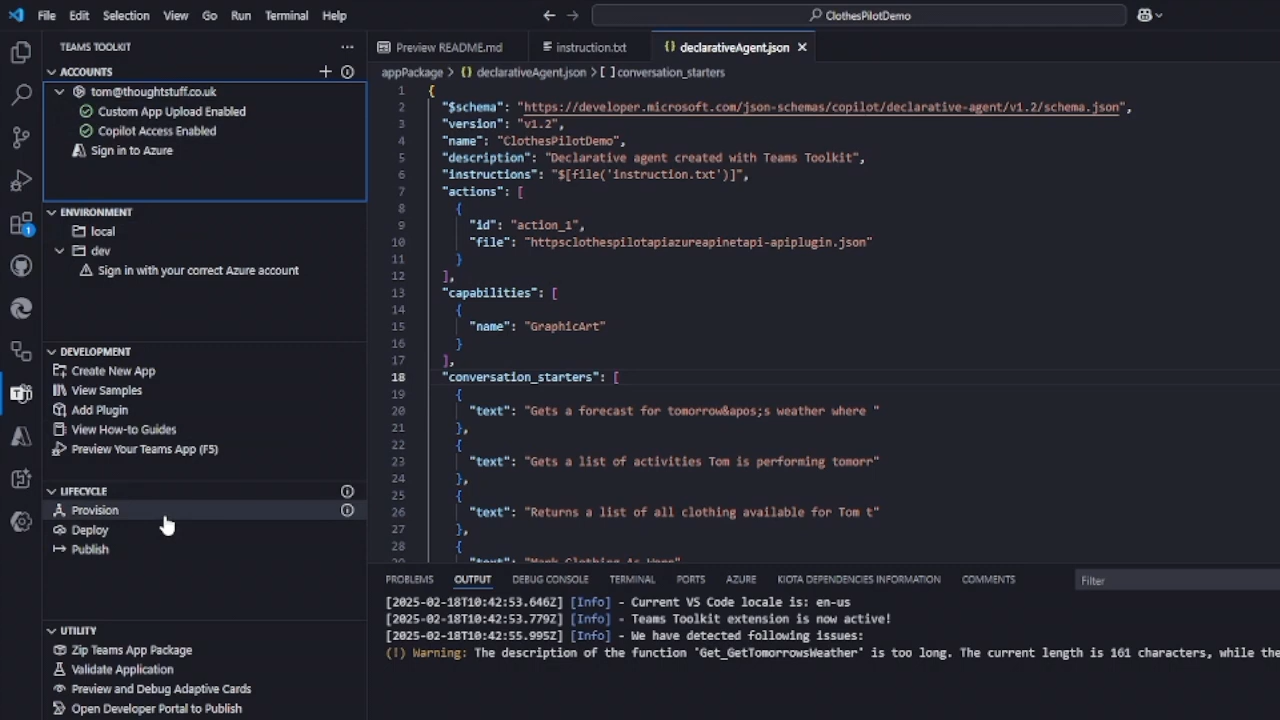 File Edit Selection View Go Run Terminal Help
ClothesPilotDemo
TEAMS TOOLKIT
ACCOUNTS
tom@thoughtstuff.co.uk
Custom App Upload Enabled
Copilot Access Enabled
Sign in to Azure
ENVIRONMENT
local
dev
Sign in with your correct Azure account
DEVELOPMENT
Create New App
View Samples
Add Plugin
View How-to Guides
Preview Your Teams App (F5)
LIFECYCLE
Provision
Deploy
Publish
UTILITY
Zip Teams App Package
Validate Application
Preview and Debug Adaptive Cards
Open Developer Portal to Publish
1
Preview README.md instruction.txt {} declarativeAgent.json
appPackage > {} declarativeAgent.json > [ ] conversation_starters
1 {
2 "$schema": "https://developer.microsoft.com/json-schemas/copilot/declarative-agent/v1.2/schema.json",
3 "version": "v1.2",
4 "name": "ClothesPilotDemo",
5 "description": "Declarative agent created with Teams Toolkit",
6 "instructions": "$[file('instruction.txt')]",
7 "actions": [
8 {
9 "id": "action_1",
10 "file": "httpsclothespilotapiazureapinetapi-apiplugin.json"
11 }
12 ],
13 "capabilities": [
14 {
15 "name": "GraphicArt"
16 }
17 ],
18 "conversation_starters": [
19 {
20 "text": "Gets a forecast for tomorrow&apos;s weather where "
21 },
22 {
23 "text": "Gets a list of activities Tom is performing tomorr"
24 },
25 {
26 "text": "Returns a list of all clothing available for Tom t"
27 },
28 {
PROBLEMS OUTPUT DEBUG CONSOLE TERMINAL PORTS AZURE KIOTA DEPENDENCIES INFORMATION COMMENTS Filter
[2025-02-18T10:42:53.646Z] [Info] - Current VS Code locale is: en-us
[2025-02-18T10:42:53.779Z] [Info] - Teams Toolkit extension is now active!
[2025-02-18T10:42:55.995Z] [Info] - We have detected following issues:
(!) Warning: The description of the function 'Get_GetTomorrowsWeather' is too long. The current length is 161 characters, while the